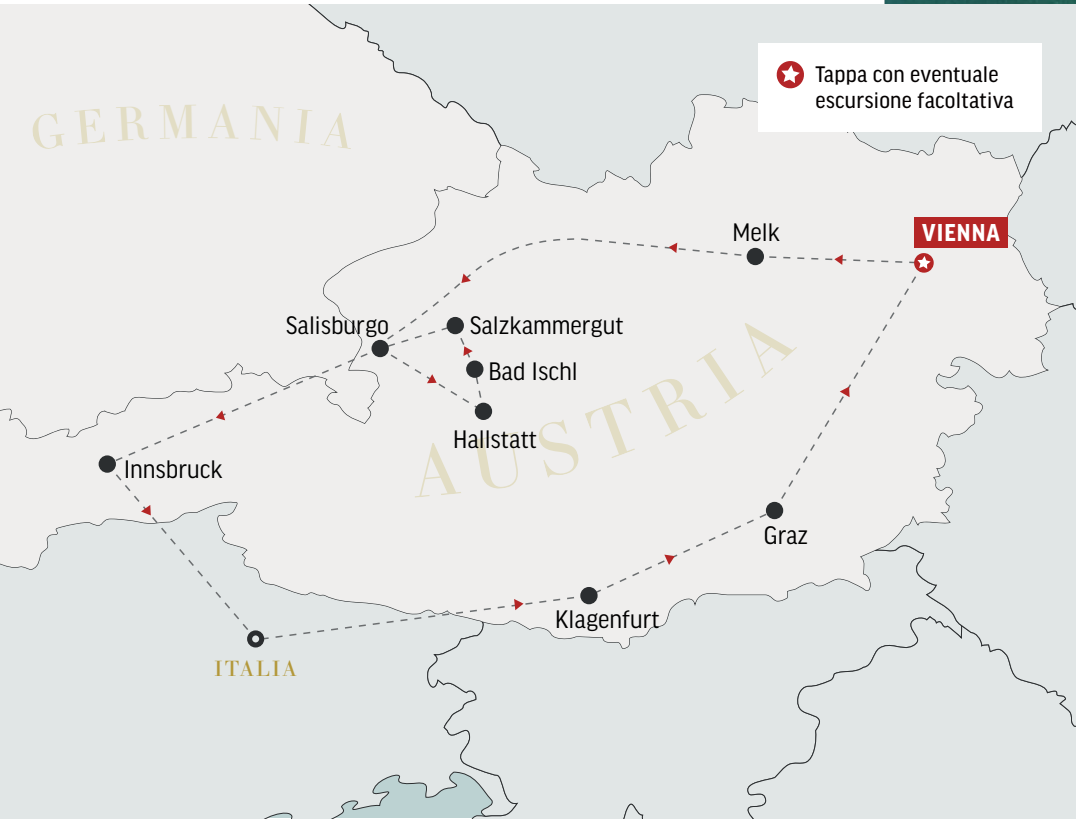 Tappa con eventuale
escursione facoltativa
GERMANIA
VIENNA
Melk
Salisburgo
Salzkammergut
Bad Ischl
AUSTRIA
Hallstatt
Innsbruck
Graz
Klagenfurt
ITALIA